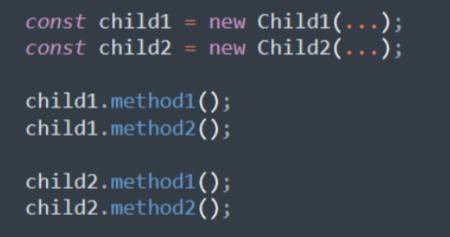 const child1 = new Child1(...);
const child2 = new Child2(...);
child1.method1();
child1.method2();
child2.method1();
child2.method2();